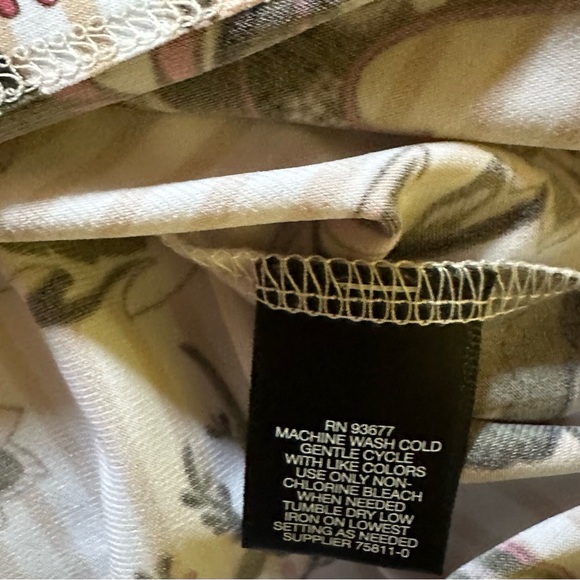 RN 93677
MACHINE WASH COLD
GENTLE CYCLE
WITH LIKE COLORS
USE ONLY NON-
CHLORINE BLEACH
WHEN NEEDED
TUMBLE DRY LOW
IRON ON LOWEST
SETTING AS NEEDED
SUPPLIER 75811-0